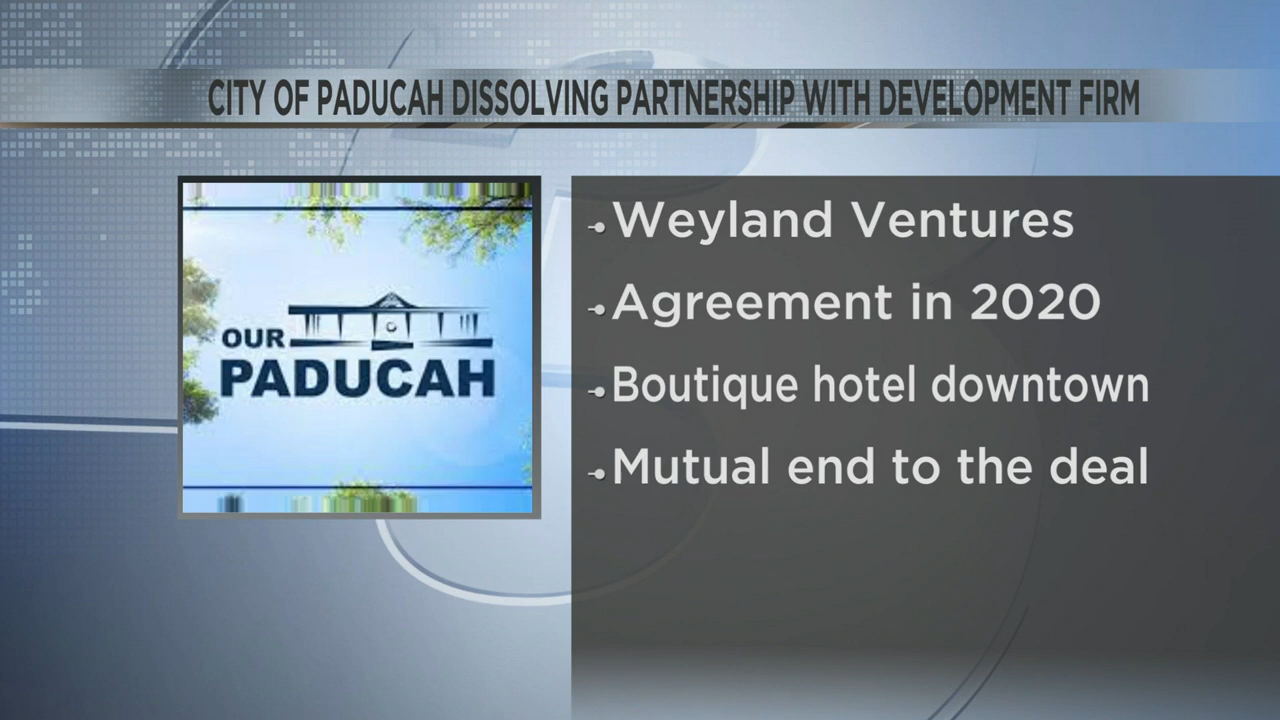 CITY OF PADUCAH DISSOLVING PARTNERSHIP WITH DEVELOPMENT FIRM
OUR
PADUCAH
Weyland Ventures
Agreement in 2020
Boutique hotel downtown
Mutual end to the deal